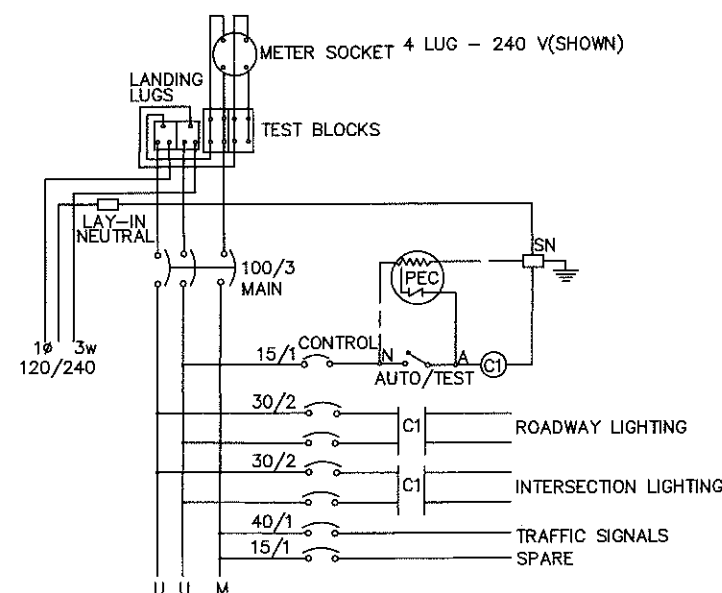 METER SOCKET 4 LUG - 240 V(SHOWN)
LANDING
LUGS
TEST BLOCKS
LAY-IN
NEUTRAL
SN
100/3
MAIN
PEC
1ø 3w
120/240
15/1 CONTROL N A C1
AUTO/TEST
30/2
C1 ROADWAY LIGHTING
30/2
C1 INTERSECTION LIGHTING
40/1 TRAFFIC SIGNALS
15/1 SPARE
U U M